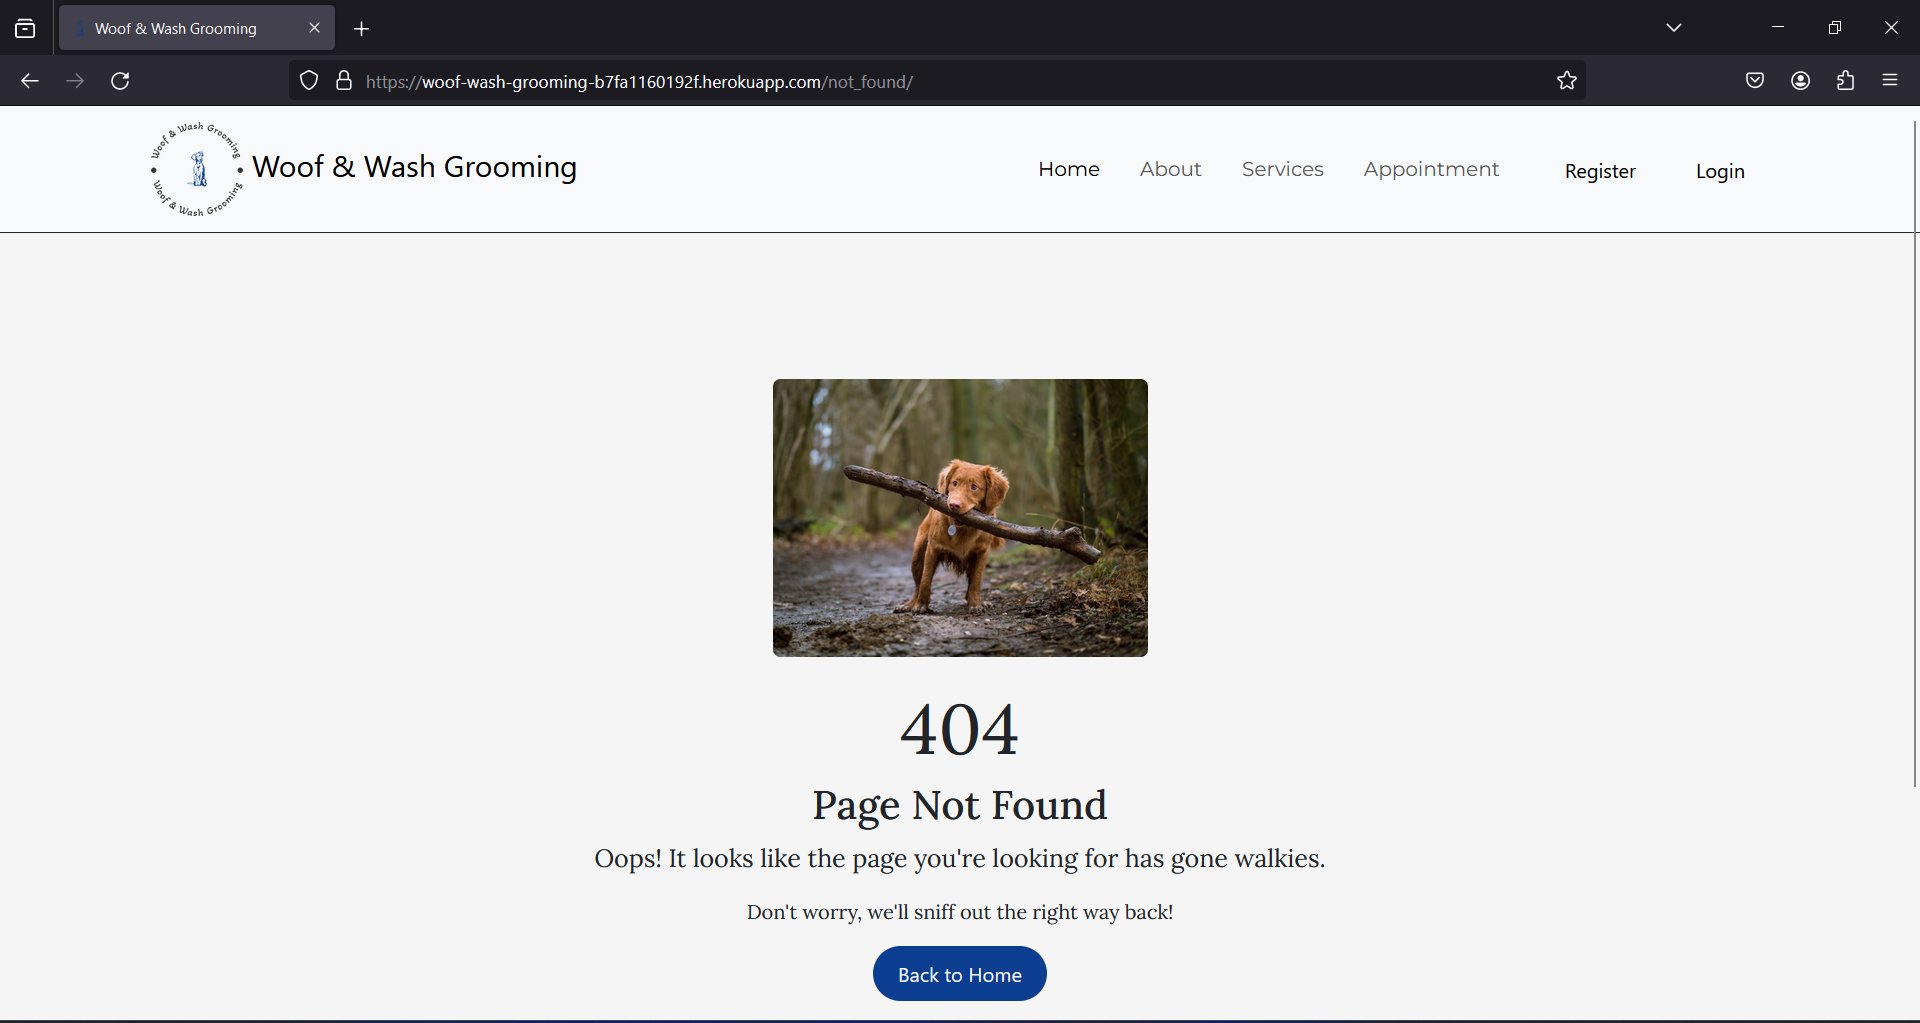 Woof & Wash Grooming
https://woof-wash-grooming-b7fa1160192f.herokuapp.com/not_found/
Woof & Wash Grooming
Woof & Wash Grooming
Woof & Wash Grooming
Home About Services Appointment Register Login
404
Page Not Found
Oops! It looks like the page you're looking for has gone walkies.
Don't worry, we'll sniff out the right way back!
Back to Home